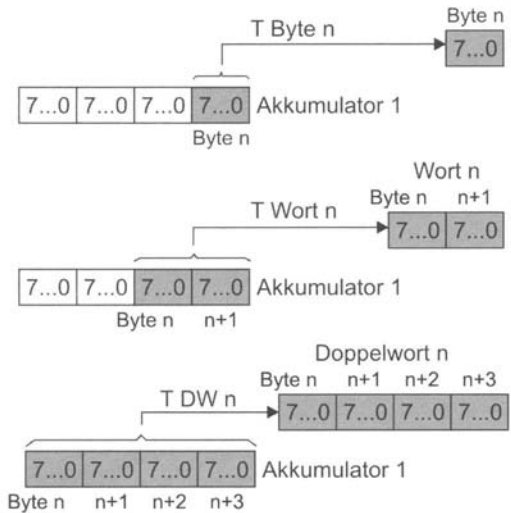 Byte n
T Byte n
7...0
7...0 7...0 7...0 7...0 Akkumulator 1
Byte n
Wort n
Byte n n+1
T Wort n
7...0 7...0
7...0 7...0 7...0 7...0 Akkumulator 1
Byte n n+1
Doppelwort n
Byte n n+1 n+2 n+3
T DW n
7...0 7...0 7...0 7...0
7...0 7...0 7...0 7...0 Akkumulator 1
Byte n n+1 n+2 n+3